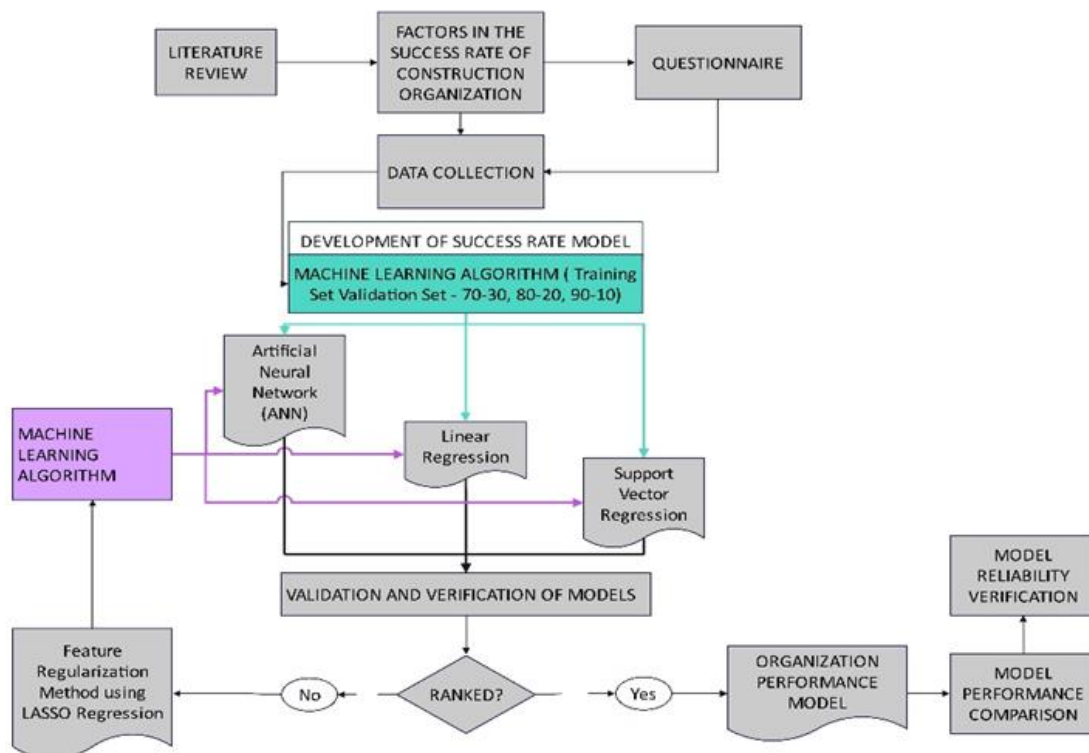 LITERATURE
REVIEW
FACTORS IN THE
SUCCESS RATE OF
CONSTRUCTION
ORGANIZATION
QUESTIONNAIRE
DATA COLLECTION
DEVELOPMENT OF SUCCESS RATE MODEL
MACHINE LEARNING ALGORITHM ( Training
Set Validation Set - 70-30, 80-20, 90-10)
Artificial
Neural
Network
(ANN)
Linear
Regression
Support
Vector
Regression
MACHINE
LEARNING
ALGORITHM
VALIDATION AND VERIFICATION OF MODELS
RANKED?
No
Yes
Feature
Regularization
Method using
LASSO Regression
ORGANIZATION
PERFORMANCE
MODEL
MODEL
PERFORMANCE
COMPARISON
MODEL
RELIABILITY
VERIFICATION